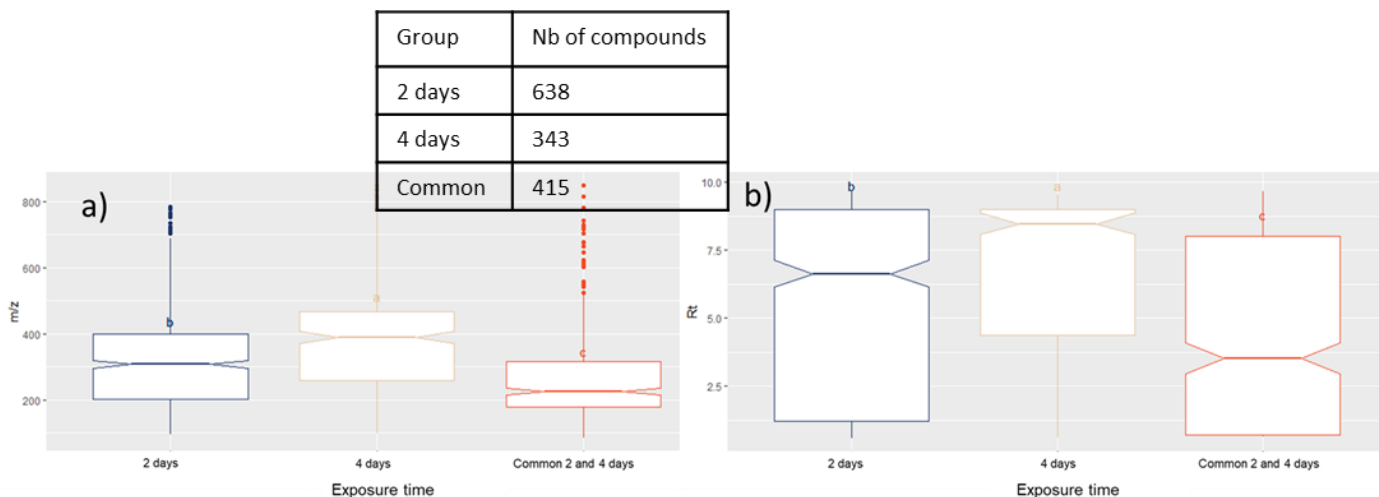 Group Nb of compounds
2 days 638
4 days 343
Common 415
a)
800
600
400
200
m/z
b
a
c
2 days 4 days Common 2 and 4 days
Exposure time
b)
10.0
7.5
5.0
2.5
Rt
b
a
c
2 days 4 days Common 2 and 4 days
Exposure time